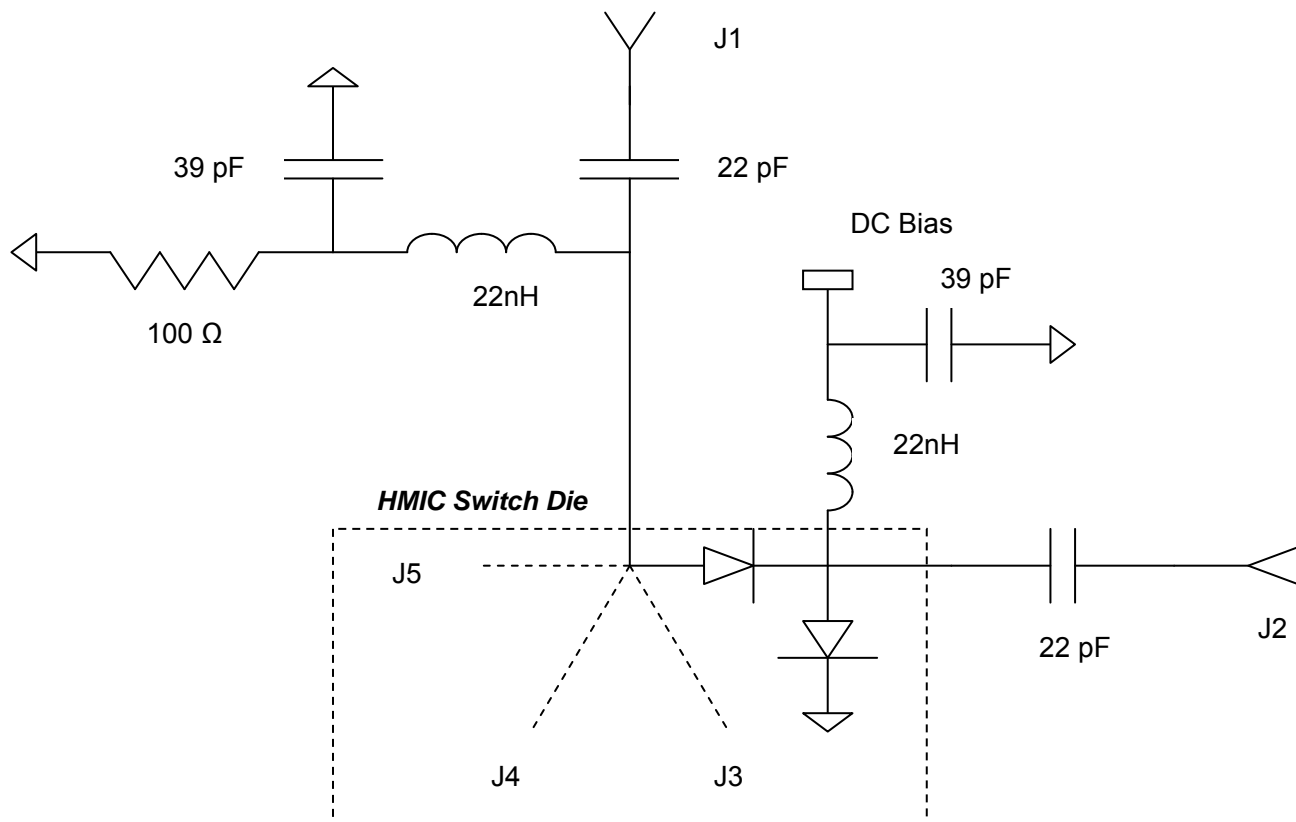 J1
39 pF
22 pF
DC Bias
39 pF
22nH
100 Ω
22nH
HMIC Switch Die
J5
J2
22 pF
J4
J3